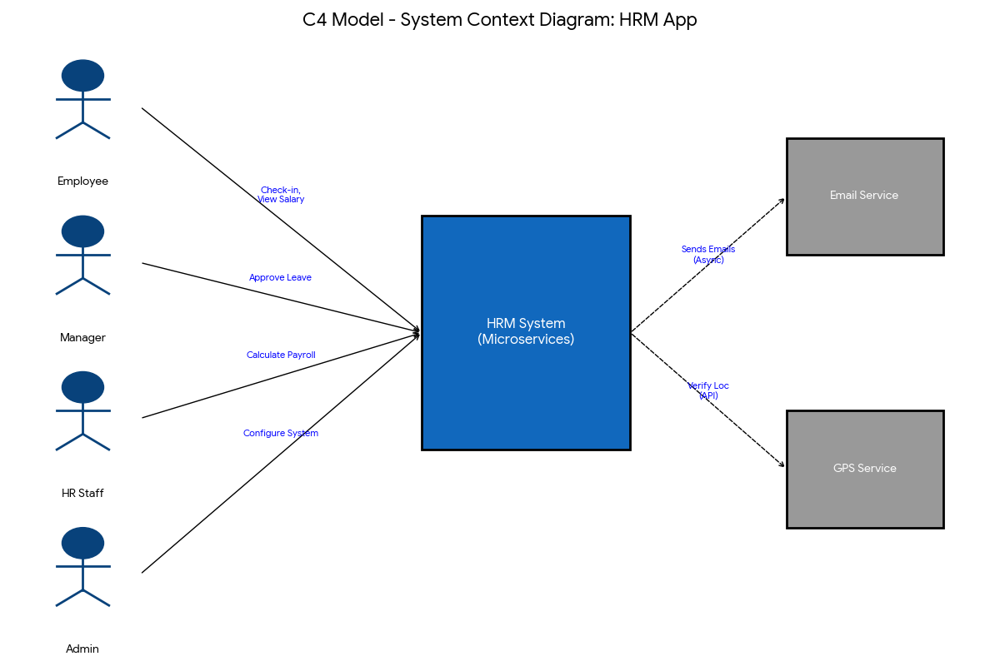 C4 Model - System Context Diagram: HRM App
Employee
Check-in,
View Salary
Manager
Approve Leave
HR Staff
Calculate Payroll
Admin
Configure System
HRM System
(Microservices)
Sends Emails
(Async)
Email Service
Verify Loc
(API)
GPS Service